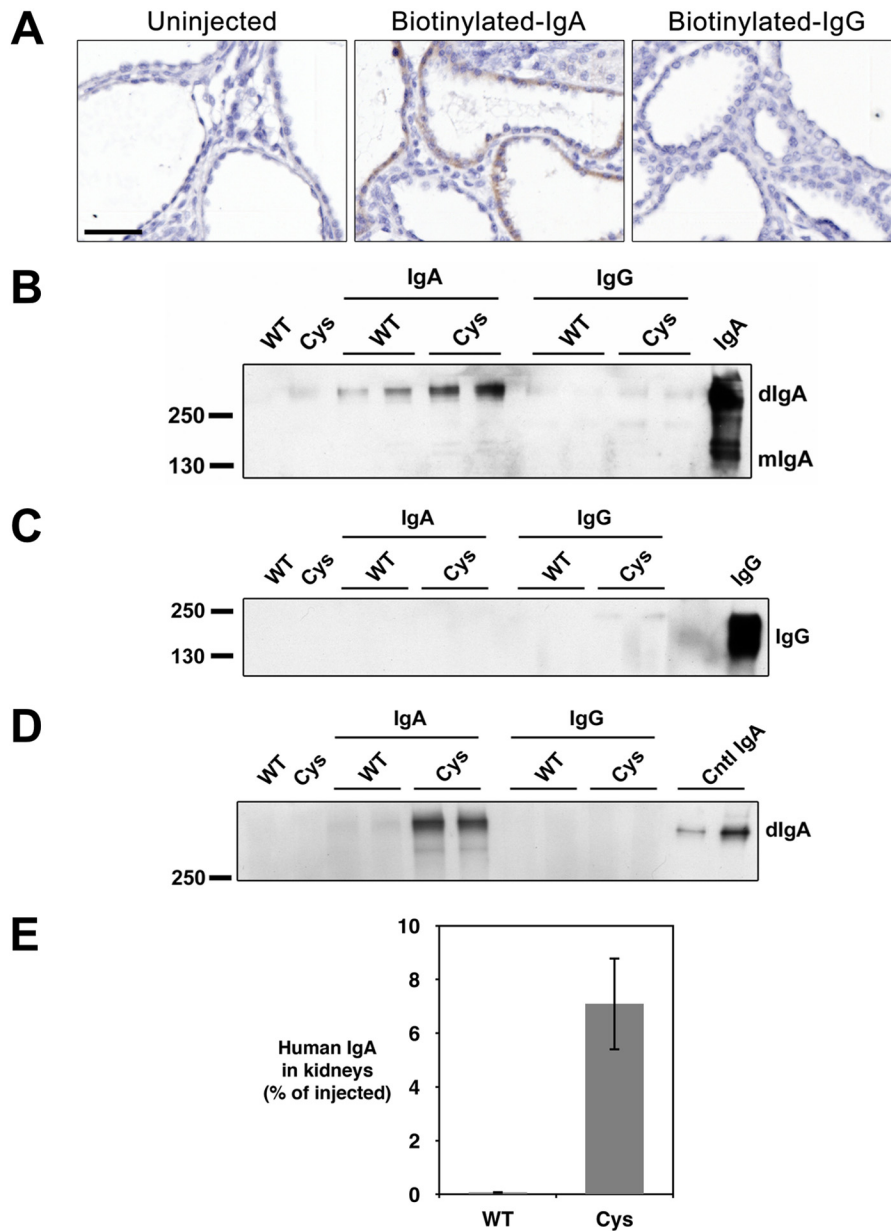 A
Uninjected Biotinylated-IgA Biotinylated-IgG
B
IgA IgG
WT Cys WT Cys WT Cys IgA
dIgA
250
mIgA
130
C
IgA IgG
WT Cys WT Cys WT Cys IgG
250
IgG
130
D
IgA IgG
WT Cys WT Cys WT Cys Cntl IgA
dIgA
250
E
10
8
6
Human IgA
in kidneys
(% of injected)
4
2
0
WT Cys